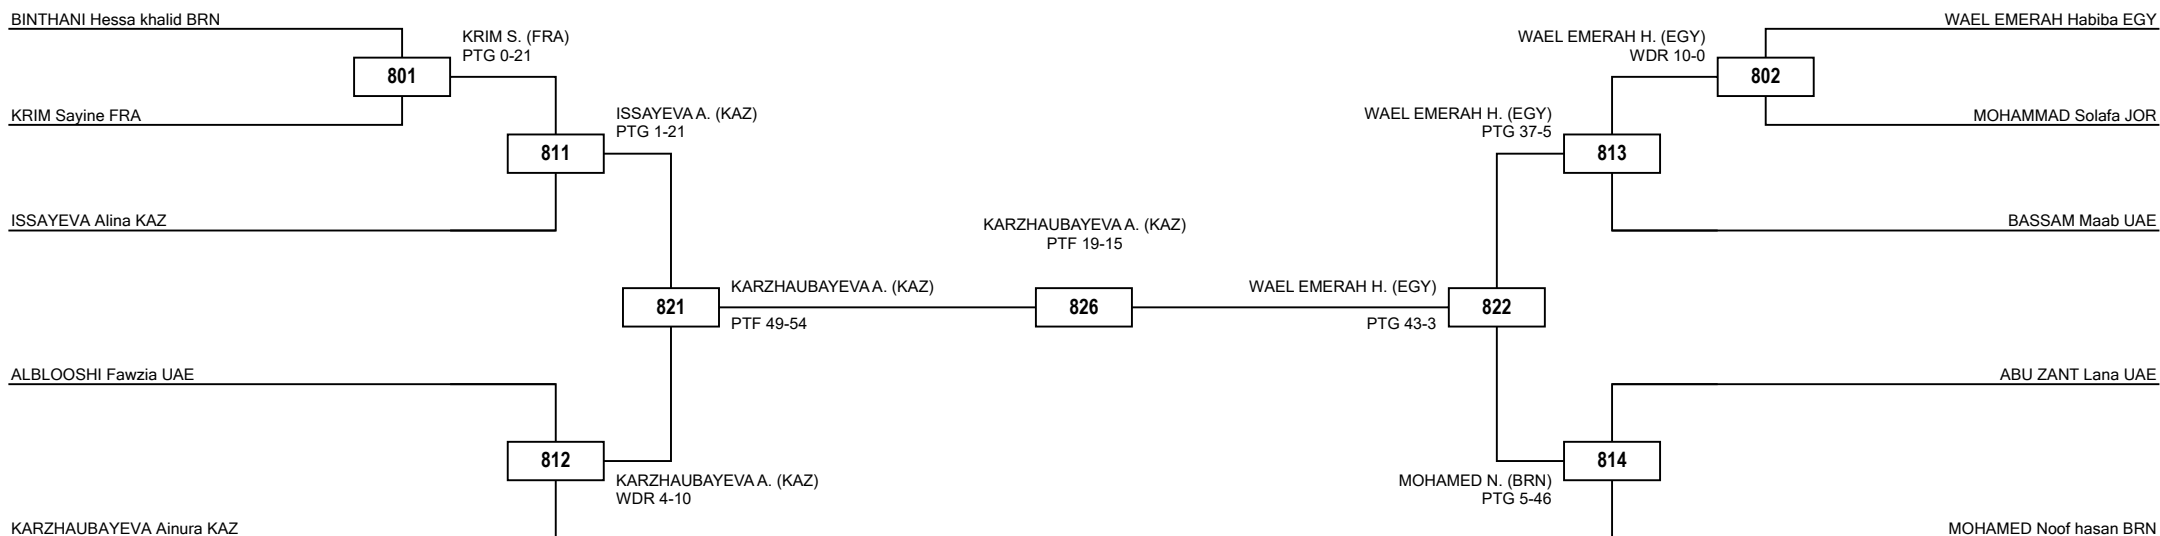 BINTHANI Hessa khalid BRN
KRIM S. (FRA)
PTG 0-21
801
KRIM Sayine FRA
ISSAYEVA A. (KAZ)
PTG 1-21
811
ISSAYEVA Alina KAZ
KARZHAUBAYEVA A. (KAZ)
821
PTF 49-54
ALBLOOSHI Fawzia UAE
812
KARZHAUBAYEVA A. (KAZ)
WDR 4-10
KARZHAUBAYEVA Ainura KAZ
KARZHAUBAYEVA A. (KAZ)
PTF 19-15
826
WAEL EMERAH Habiba EGY
WAEL EMERAH H. (EGY)
WDR 10-0
802
MOHAMMAD Solafa JOR
WAEL EMERAH H. (EGY)
PTG 37-5
813
BASSAM Maab UAE
WAEL EMERAH H. (EGY)
822
PTG 43-3
ABU ZANT Lana UAE
814
MOHAMED N. (BRN)
PTG 5-46
MOHAMED Noof hasan BRN